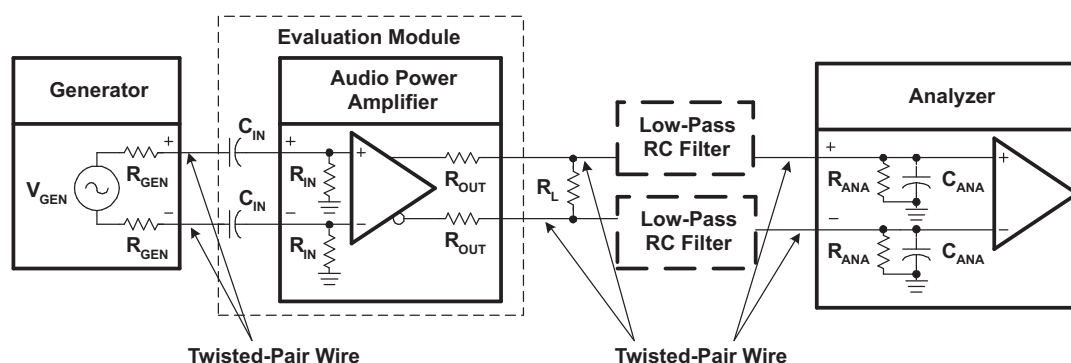 Evaluation Module
Generator
Audio Power
Amplifier
Analyzer
Low-Pass
RC Filter
Low-Pass
RC Filter
V_GEN
+
R_GEN
−
R_GEN
C_IN
C_IN
+
R_IN
−
R_IN
+
−
R_OUT
R_OUT
R_L
+
R_ANA
C_ANA
−
R_ANA
C_ANA
+
−
Twisted-Pair Wire
Twisted-Pair Wire